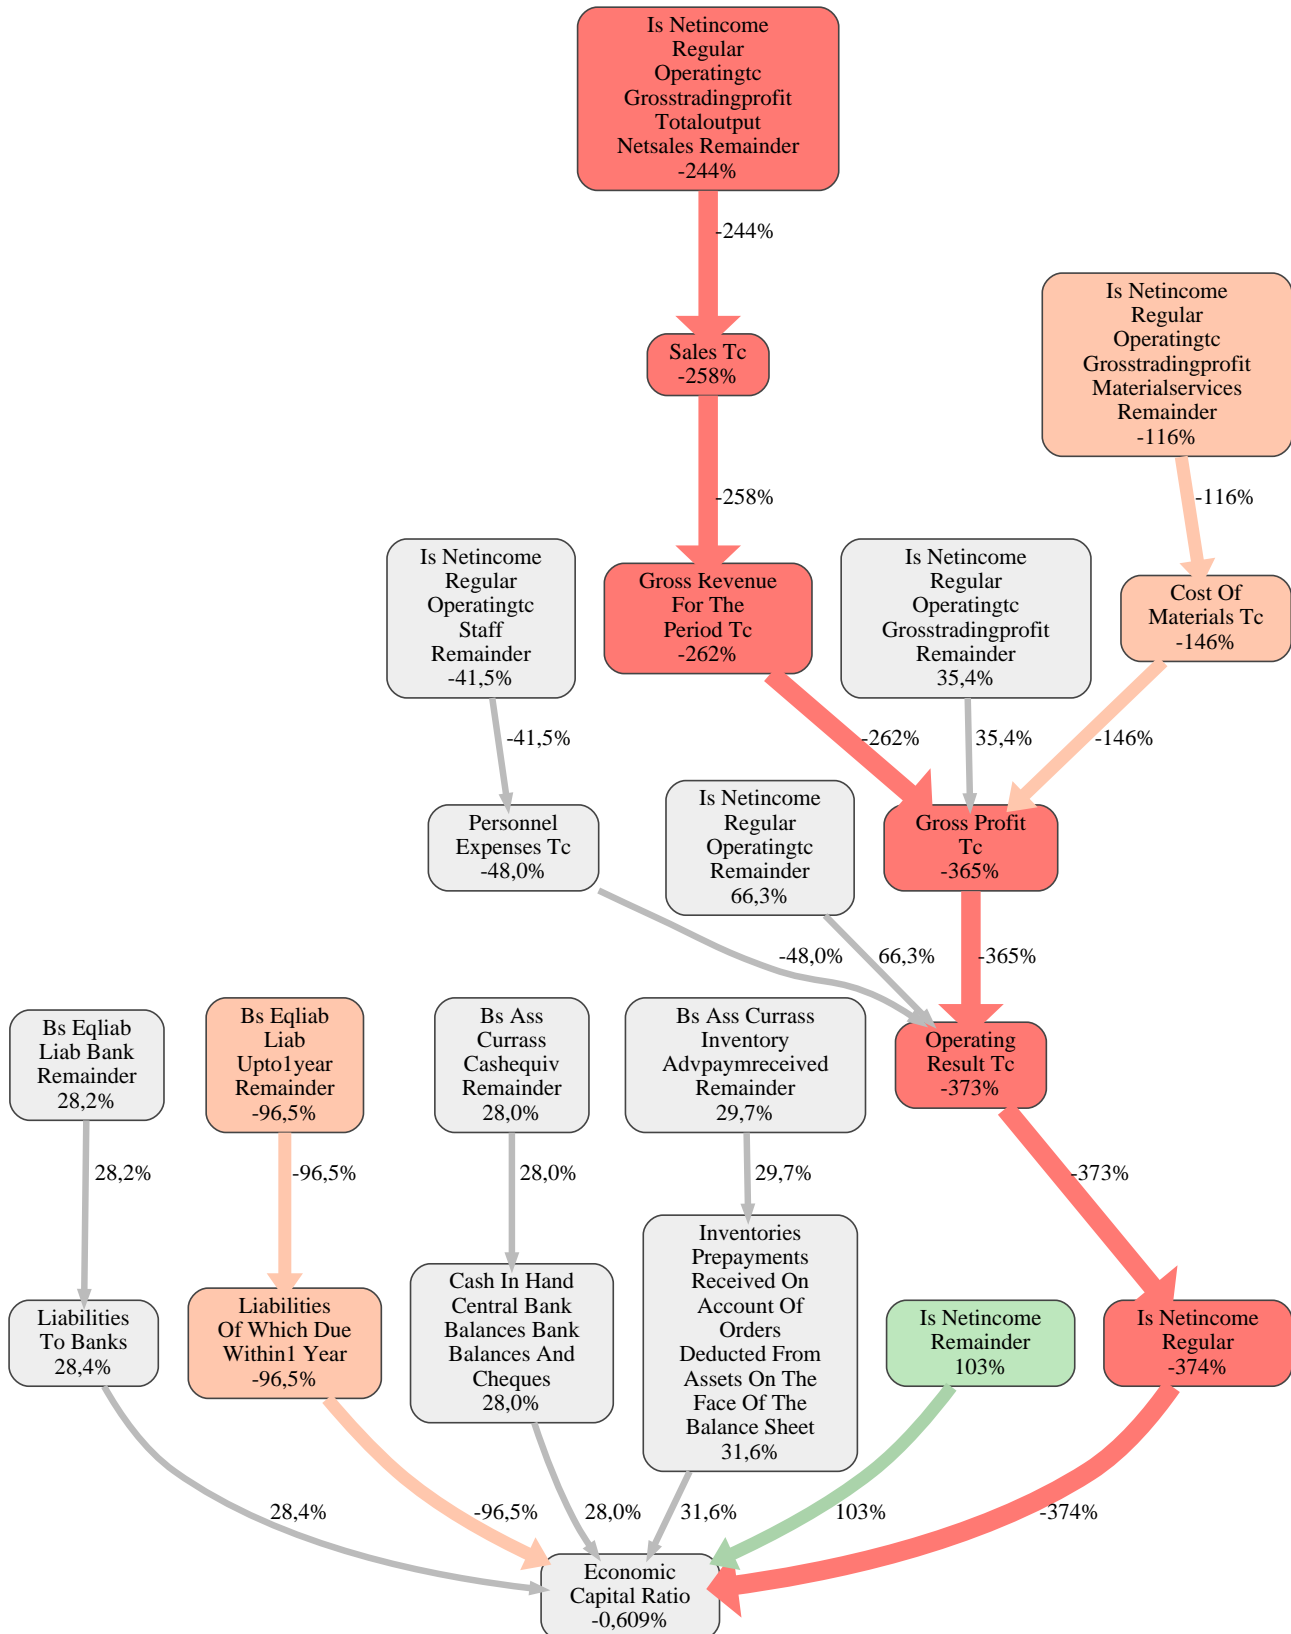 Is Netincome
Regular
Operatingtc
Grosstradingprofit
Totaloutput
Netsales Remainder
-244%
-244%
Sales Tc
-258%
Is Netincome
Regular
Operatingtc
Grosstradingprofit
Materialservices
Remainder
-116%
-258%
-116%
Is Netincome
Regular
Operatingtc
Staff
Remainder
-41,5%
Gross Revenue
For The
Period Tc
-262%
Is Netincome
Regular
Operatingtc
Grosstradingprofit
Remainder
35,4%
Cost Of
Materials Tc
-146%
-41,5%
-262%
35,4%
-146%
Personnel
Expenses Tc
-48,0%
Is Netincome
Regular
Operatingtc
Remainder
66,3%
Gross Profit
Tc
-365%
-48,0%
66,3%
-365%
Bs Eqliab
Liab Bank
Remainder
28,2%
Bs Eqliab
Liab
Upto1year
Remainder
-96,5%
Bs Ass
Currass
Cashequiv
Remainder
28,0%
Bs Ass Currass
Inventory
Advpaymreceived
Remainder
29,7%
Operating
Result Tc
-373%
28,2%
-96,5%
28,0%
29,7%
-373%
Liabilities
To Banks
28,4%
Liabilities
Of Which Due
Within1 Year
-96,5%
Cash In Hand
Central Bank
Balances Bank
Balances And
Cheques
28,0%
Inventories
Prepayments
Received On
Account Of
Orders
Deducted From
Assets On The
Face Of The
Balance Sheet
31,6%
Is Netincome
Remainder
103%
Is Netincome
Regular
-374%
28,4%
-96,5%
28,0%
31,6%
103%
-374%
Economic
Capital Ratio
-0,609%